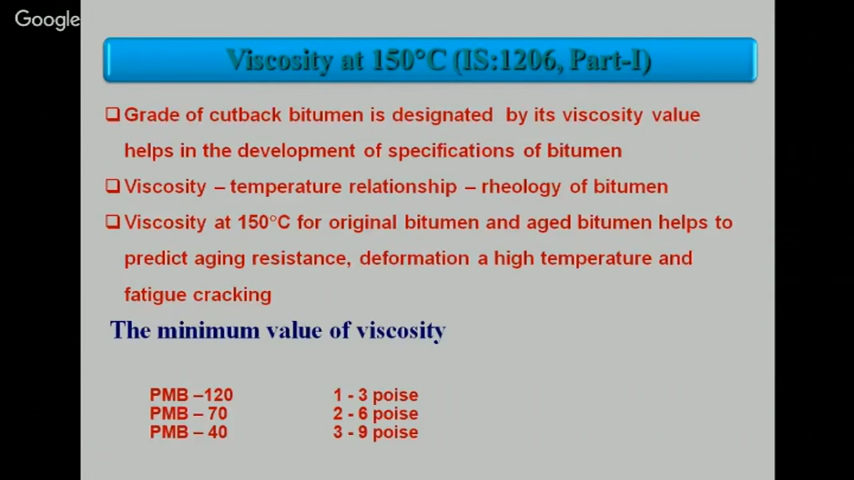 Google
Viscosity at 150°C (IS:1206, Part-I)
❑Grade of cutback bitumen is designated by its viscosity value
helps in the development of specifications of bitumen
❑Viscosity – temperature relationship – rheology of bitumen
❑Viscosity at 150°C for original bitumen and aged bitumen helps to
predict aging resistance, deformation a high temperature and
fatigue cracking
The minimum value of viscosity
PMB –120 1 - 3 poise
PMB – 70 2 - 6 poise
PMB – 40 3 - 9 poise